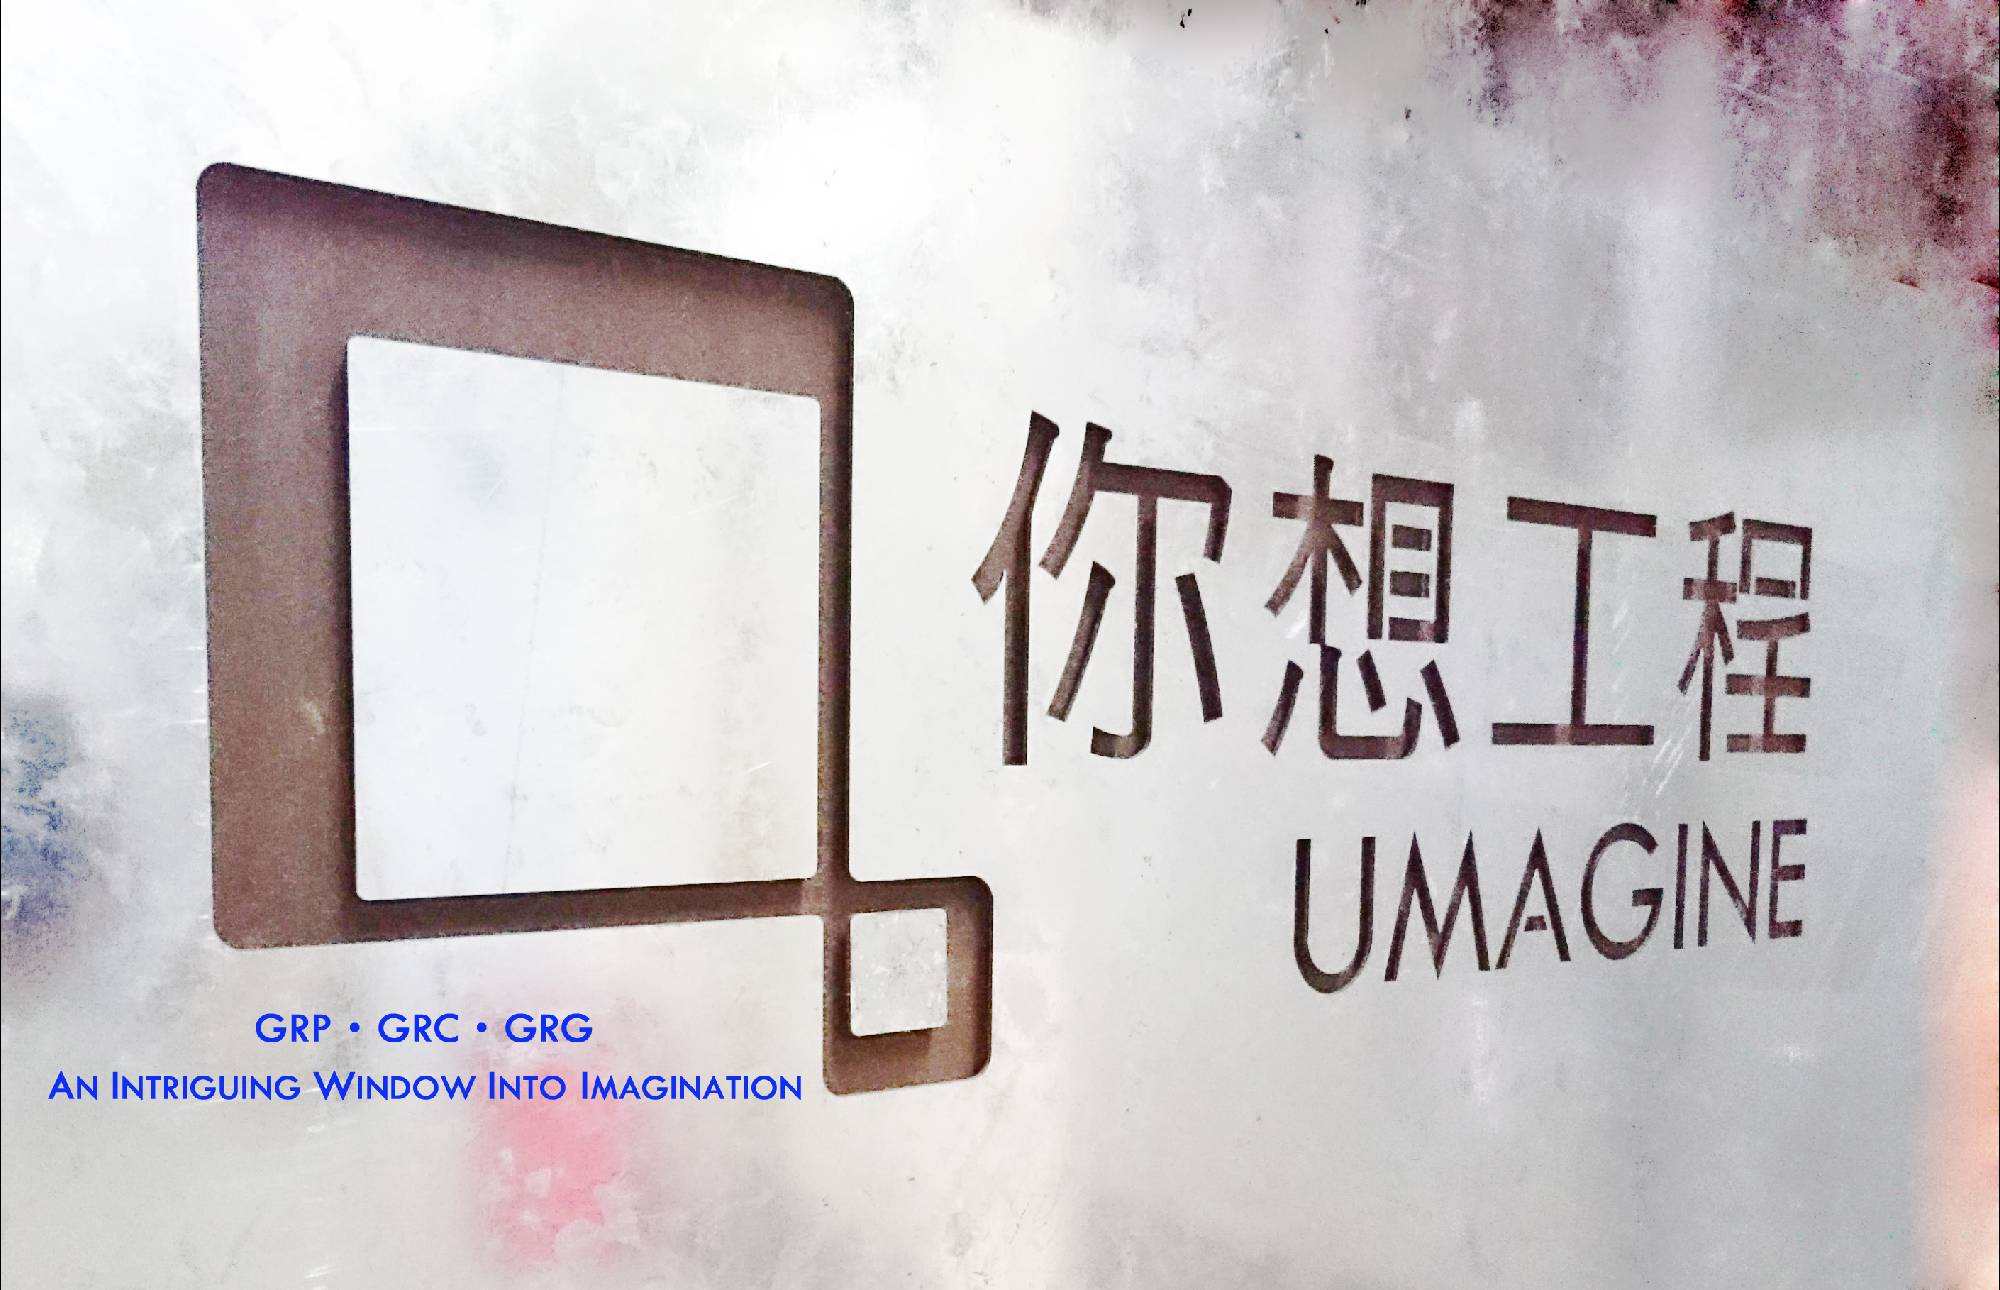 你想工程
UMAGINE
GRP • GRC • GRG
AN INTRIGUING WINDOW INTO IMAGINATION